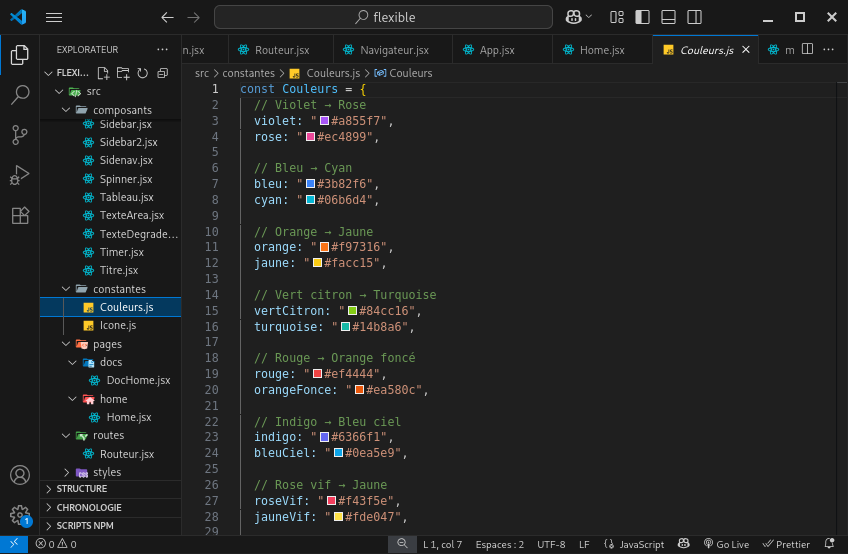 flexible
EXPLORATEUR
FLEXI...
src
composants
Sidebar.jsx
Sidebar2.jsx
Sidenav.jsx
Spinner.jsx
Tableau.jsx
TexteArea.jsx
TexteDegrade...
Timer.jsx
Titre.jsx
constantes
Couleurs.js
Icone.js
pages
docs
DocHome.jsx
home
Home.jsx
routes
Routeur.jsx
styles
STRUCTURE
CHRONOLOGIE
SCRIPTS NPM
n.jsx Routeur.jsx Navigateur.jsx App.jsx Home.jsx Couleurs.js m
src > constantes > Couleurs.js > Couleurs
1 const Couleurs = {
2 // Violet → Rose
3 violet: "#a855f7",
4 rose: "#ec4899",
5
6 // Bleu → Cyan
7 bleu: "#3b82f6",
8 cyan: "#06b6d4",
9
10 // Orange → Jaune
11 orange: "#f97316",
12 jaune: "#facc15",
13
14 // Vert citron → Turquoise
15 vertCitron: "#84cc16",
16 turquoise: "#14b8a6",
17
18 // Rouge → Orange foncé
19 rouge: "#ef4444",
20 orangeFonce: "#ea580c",
21
22 // Indigo → Bleu ciel
23 indigo: "#6366f1",
24 bleuCiel: "#0ea5e9",
25
26 // Rose vif → Jaune
27 roseVif: "#f43f5e",
28 jauneVif: "#fde047",
29
1
0 0 L 1, col 7 Espaces : 2 UTF-8 LF JavaScript Go Live Prettier